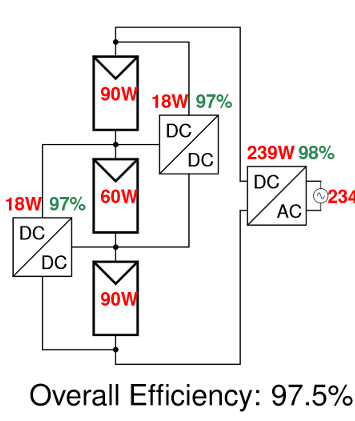 90W
18W 97%
DC
DC
239W 98%
DC
AC
234
60W
18W 97%
DC
DC
90W
Overall Efficiency: 97.5%